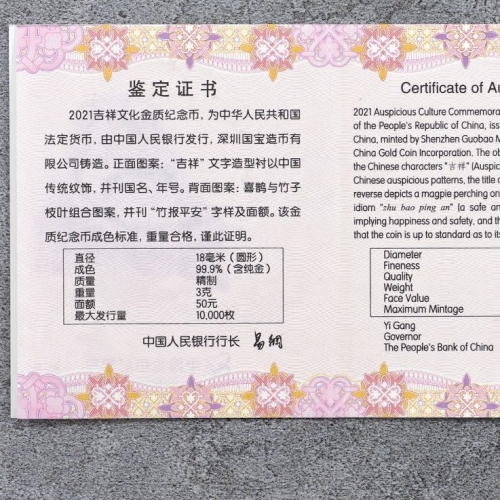 鉴定证书
2021吉祥文化金质纪念币，为中华人民共和国
法定货币，由中国人民银行发行，深圳国宝造币有
限公司铸造。正面图案：“吉祥”文字造型衬以中国
传统纹饰，井刊国名、年号。背面图案：喜鹊与竹子
枝叶组合图案，井刊“竹报平安”字样及面额。该金
质纪念币成色标准，重量合格，谨此证明。
直径 18毫米（圆形）
成色 99.9%（含纯金）
质量 精制
重量 3克
面额 50元
最大发行量 10,000枚
中国人民银行行长 易纲
Certificate of Au
2021 Auspicious Culture Commemora
of the People's Republic of China, iss
China, minted by Shenzhen Guobao M
China Gold Coin Incorporation. The ob
the Chinese characters "吉祥" (Auspic
Chinese auspicious patterns, the title a
reverse depicts a magpie perching on
idiom "zhu bao ping an" (a safe an
implying happiness and safety, and th
that the coin is up to standard as to its
Diameter
Fineness
Quality
Weight
Face Value
Maximum Mintage
Yi Gang
Governor
The People's Bank of China